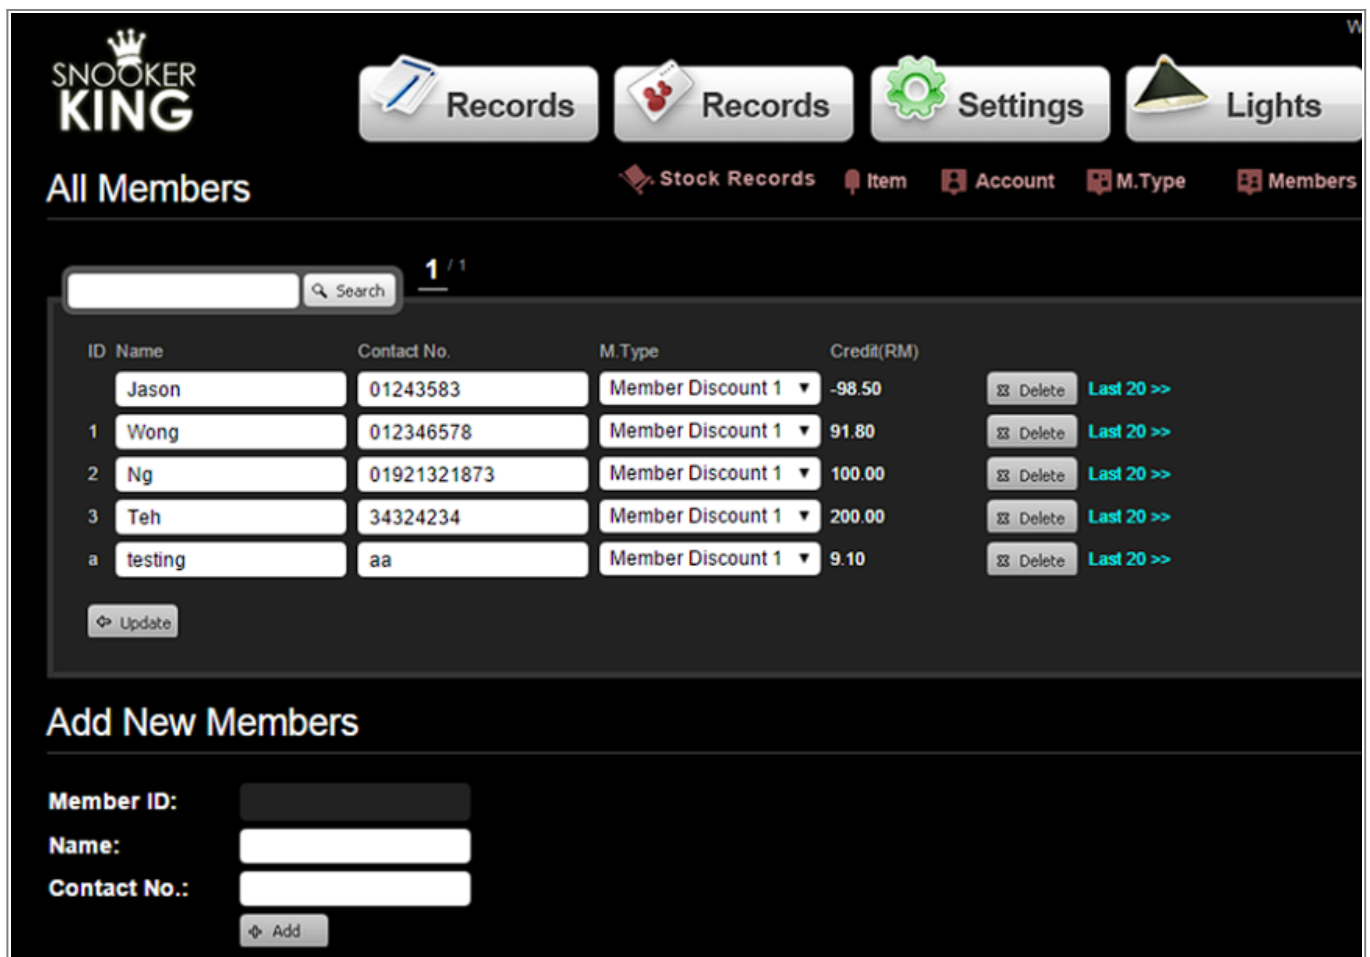 W
SNOOKER
KING
Records
Records
Settings
Lights
All Members
Stock Records
Item
Account
M.Type
Members
1 / 1
Search
ID Name Contact No. M.Type Credit(RM)
Jason 01243583 Member Discount 1 -98.50 Delete Last 20 >>
1 Wong 012346578 Member Discount 1 91.80 Delete Last 20 >>
2 Ng 01921321873 Member Discount 1 100.00 Delete Last 20 >>
3 Teh 34324234 Member Discount 1 200.00 Delete Last 20 >>
a testing aa Member Discount 1 9.10 Delete Last 20 >>
Update
Add New Members
Member ID:
Name:
Contact No.:
Add